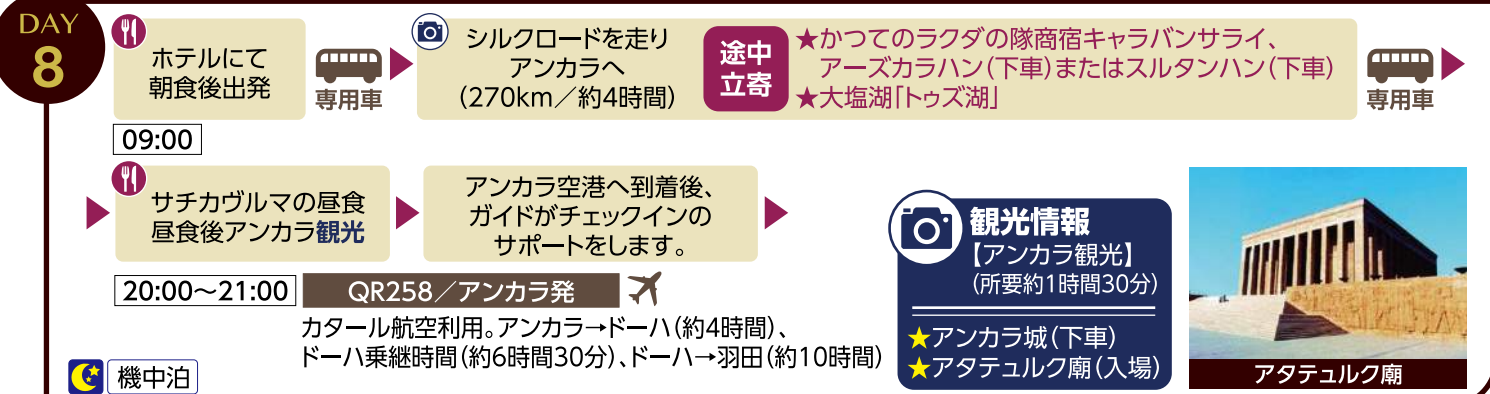 DAY
8
ホテルにて
朝食後出発
専用車
09:00
シルクロードを走り
アンカラへ
(270km／約4時間)
途中
立寄
★かつてのラクダの隊商宿キャラバンサライ、
アーズカラハン(下車)またはスルタンハン(下車)
★大塩湖「トゥズ湖」
専用車
サチカヴルマの昼食
昼食後アンカラ観光
アンカラ空港へ到着後、
ガイドがチェックインの
サポートをします。
20:00〜21:00
QR258／アンカラ発
カタール航空利用。アンカラ→ドーハ(約4時間)、
ドーハ乗継時間(約6時間30分)、ドーハ→羽田(約10時間)
機中泊
観光情報
【アンカラ観光】
(所要約1時間30分)
★アンカラ城(下車)
★アタテュルク廟(入場)
アタテュルク廟